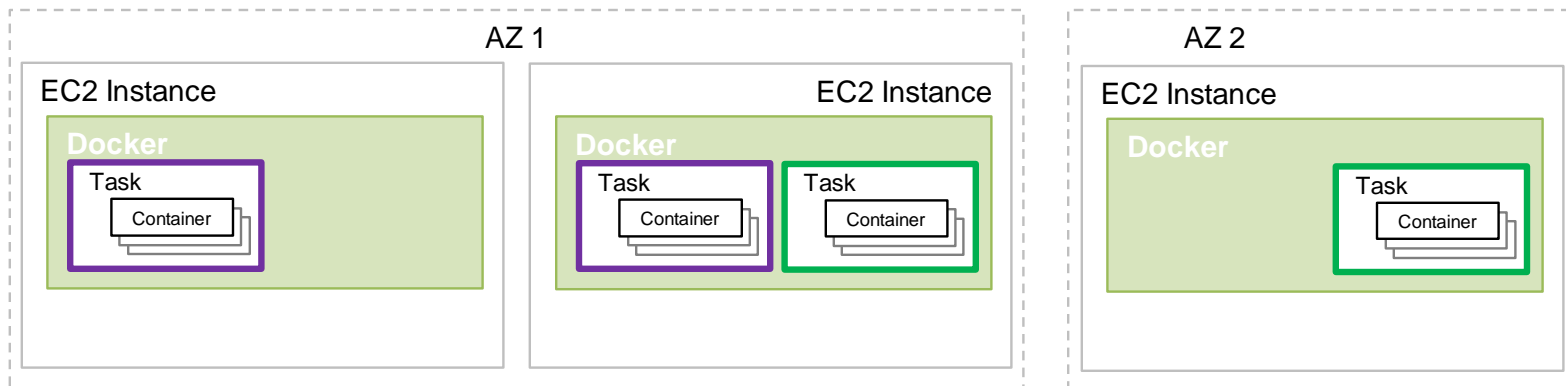 AZ 1
EC2 Instance
Docker
Task
Container
EC2 Instance
Docker
Task
Container
Task
Container
AZ 2
EC2 Instance
Docker
Task
Container